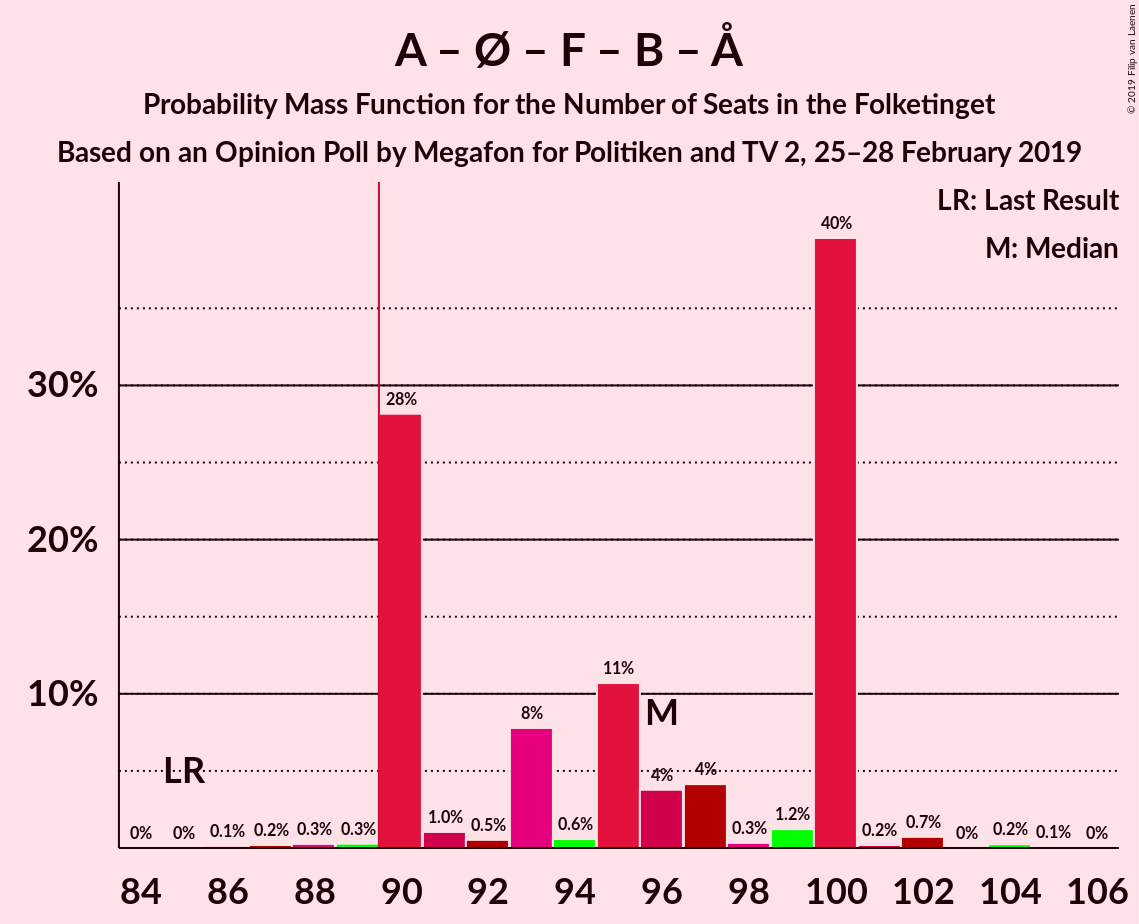 A – Ø – F – B – Å
Probability Mass Function for the Number of Seats in the Folketinget
Based on an Opinion Poll by Megafon for Politiken and TV 2, 25–28 February 2019
© 2019 Filip van Laenen
LR: Last Result
M: Median
40%
30%
28%
20%
11%
10%
M
8%
LR
4%
4%
0%
0%
0.1%
0.2%
0.3%
0.3%
1.0%
0.5%
0.6%
0.3%
1.2%
0.2%
0.7%
0%
0.2%
0.1%
0%
84 86 88 90 92 94 96 98 100 102 104 106